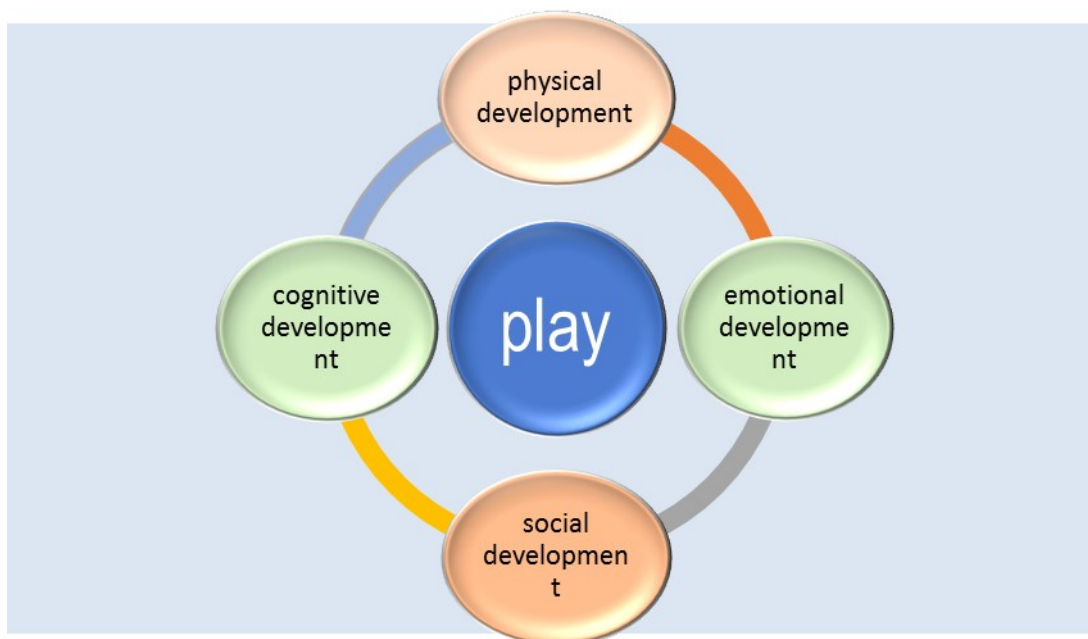 physical
development
cognitive
developme
nt
play
emotional
developme
nt
social
developmen
t